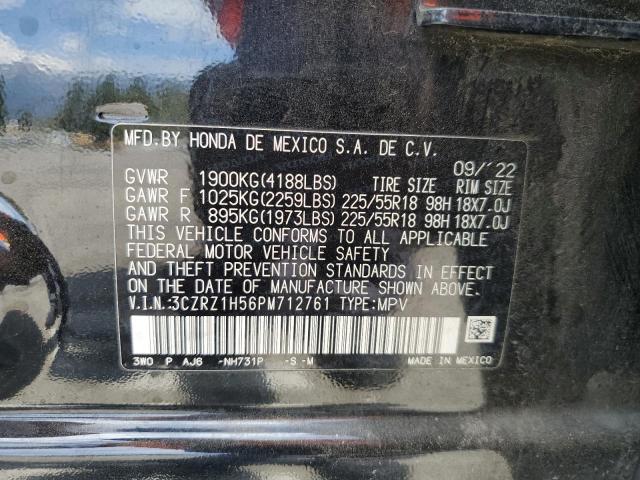 MFD. BY HONDA DE MEXICO S.A. DE C.V.
09/'22
GVWR 1900KG(4188LBS) TIRE SIZE RIM SIZE
GAWR F 1025KG(2259LBS) 225/55R18 98H 18X7.0J
GAWR R 895KG(1973LBS) 225/55R18 98H 18X7.0J
THIS VEHICLE CONFORMS TO ALL APPLICABLE
FEDERAL MOTOR VEHICLE SAFETY
AND THEFT PREVENTION STANDARDS IN EFFECT
ON THE DATE OF MANUFACTURE SHOWN ABOVE.
V.I.N.:3CZRZ1H56PM712761 TYPE:MPV
3W0 P AJ6 -NH731P -S-M MADE IN MEXICO